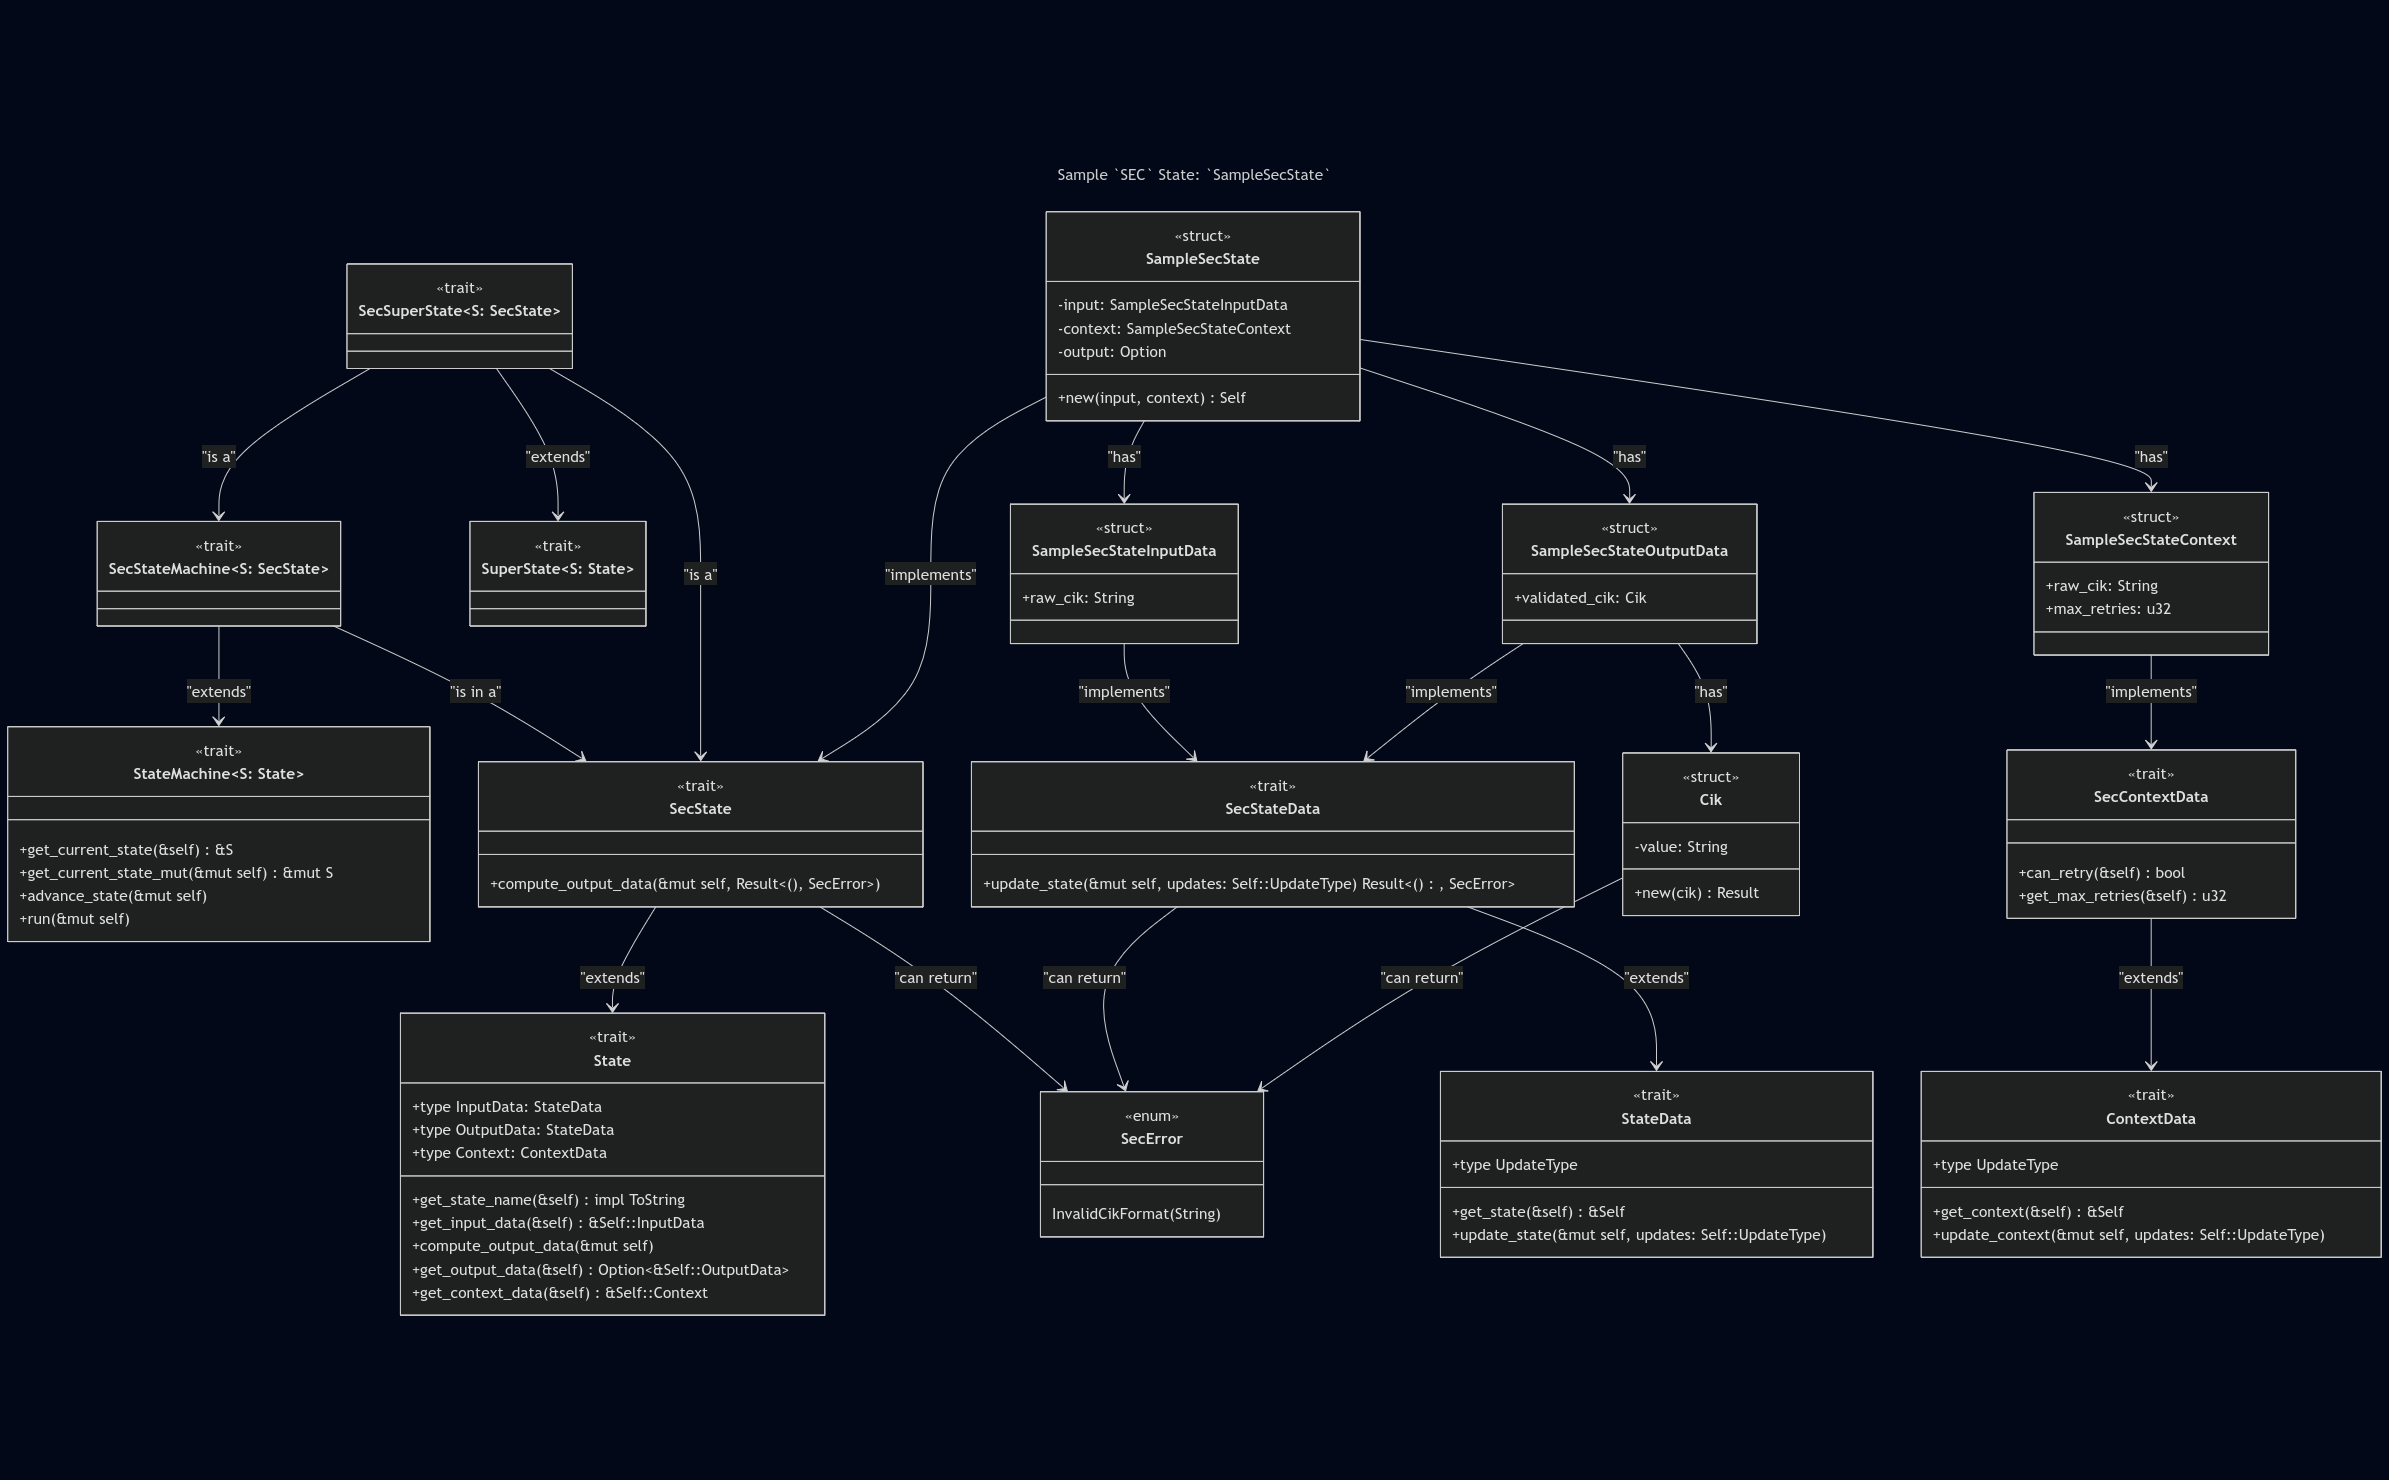 Sample `SEC` State: `SampleSecState`
«struct»
SampleSecState
-input: SampleSecStateInputData
-context: SampleSecStateContext
-output: Option
+new(input, context) : Self
«trait»
SecSuperState<S: SecState>
"is a"
"extends"
"has"
"has"
"has"
«trait»
SecStateMachine<S: SecState>
«trait»
SuperState<S: State>
"is a"
"implements"
«struct»
SampleSecStateInputData
+raw_cik: String
«struct»
SampleSecStateOutputData
+validated_cik: Cik
«struct»
SampleSecStateContext
+raw_cik: String
+max_retries: u32
"extends"
"is in a"
"implements"
"implements"
"has"
"implements"
«trait»
StateMachine<S: State>
+get_current_state(&self) : &S
+get_current_state_mut(&mut self) : &mut S
+advance_state(&mut self)
+run(&mut self)
«trait»
SecState
+compute_output_data(&mut self, Result<(), SecError>)
«trait»
SecStateData
+update_state(&mut self, updates: Self::UpdateType) Result<() : , SecError>
«struct»
Cik
-value: String
+new(cik) : Result
«trait»
SecContextData
+can_retry(&self) : bool
+get_max_retries(&self) : u32
"extends"
"can return"
"can return"
"can return"
"extends"
"extends"
«trait»
State
+type InputData: StateData
+type OutputData: StateData
+type Context: ContextData
+get_state_name(&self) : impl ToString
+get_input_data(&self) : &Self::InputData
+compute_output_data(&mut self)
+get_output_data(&self) : Option<&Self::OutputData>
+get_context_data(&self) : &Self::Context
«enum»
SecError
InvalidCikFormat(String)
«trait»
StateData
+type UpdateType
+get_state(&self) : &Self
+update_state(&mut self, updates: Self::UpdateType)
«trait»
ContextData
+type UpdateType
+get_context(&self) : &Self
+update_context(&mut self, updates: Self::UpdateType)